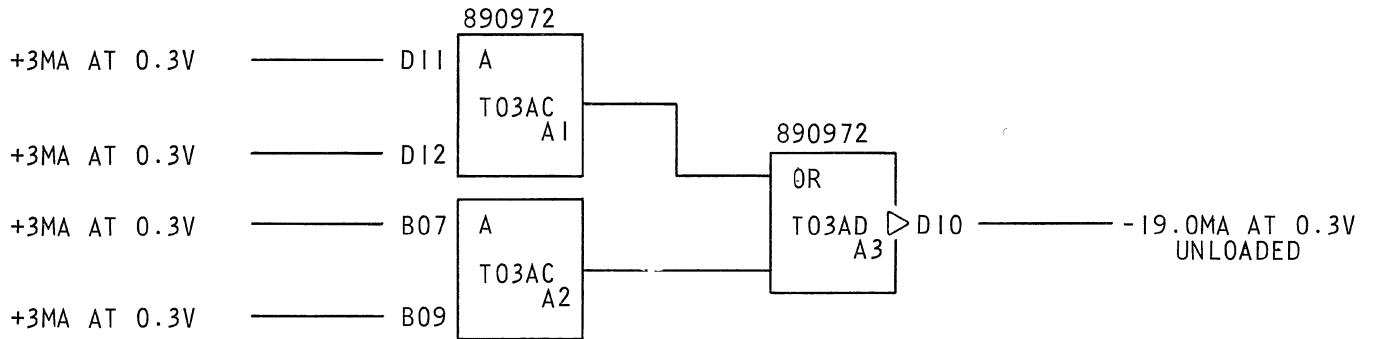 890972
+3MA AT 0.3V D11 A
T03AC
A1
+3MA AT 0.3V D12
890972
OR
T03AD D10 -19.0MA AT 0.3V
A3 UNLOADED
+3MA AT 0.3V B07 A
T03AC
A2
+3MA AT 0.3V B09